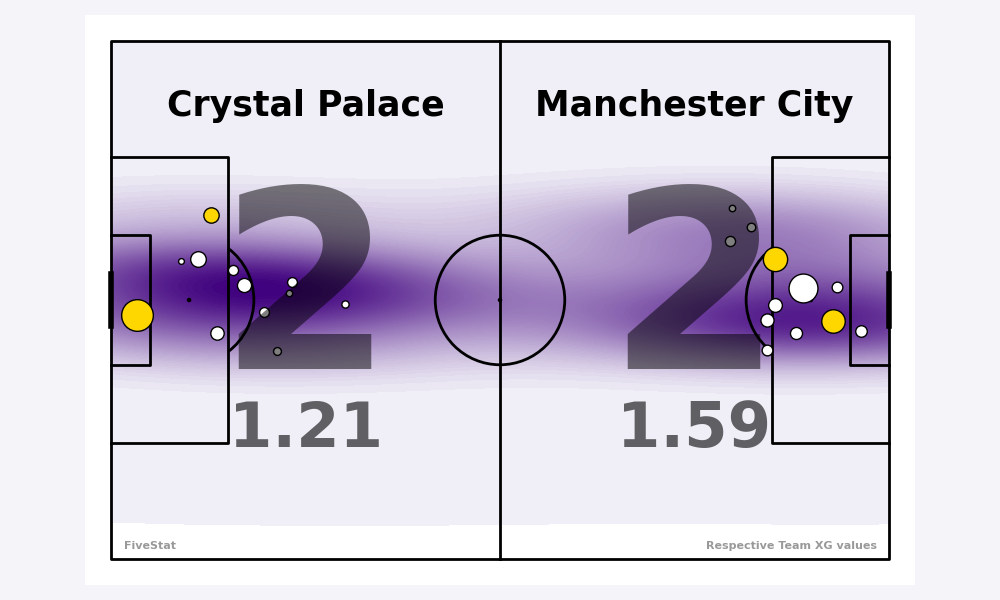 Crystal Palace
Manchester City
2
2
1.21
1.59
FiveStat
Respective Team XG values